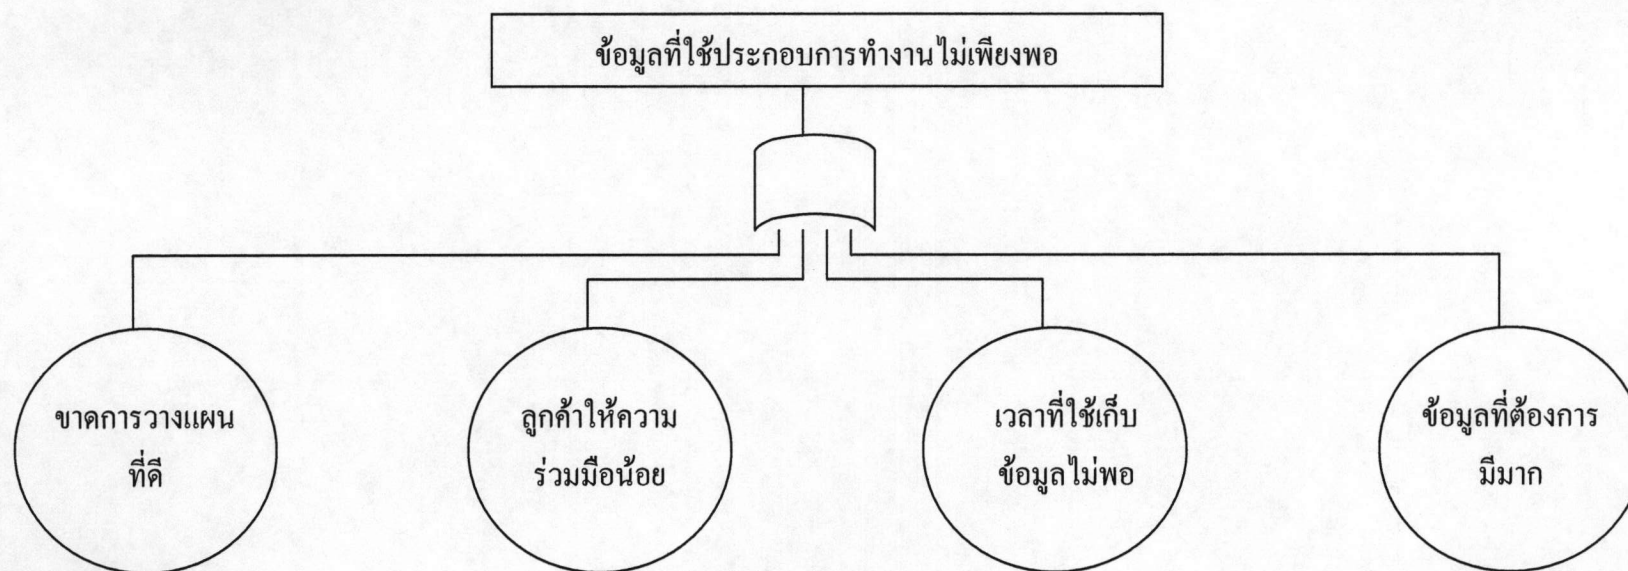 ข้อมูลที่ใช้ประกอบการทำงานไม่เพียงพอ
ขาดการวางแผน
ที่ดี
ลูกค้าให้ความ
ร่วมมือน้อย
เวลาที่ใช้เก็บ
ข้อมูลไม่พอ
ข้อมูลที่ต้องการ
มีมาก